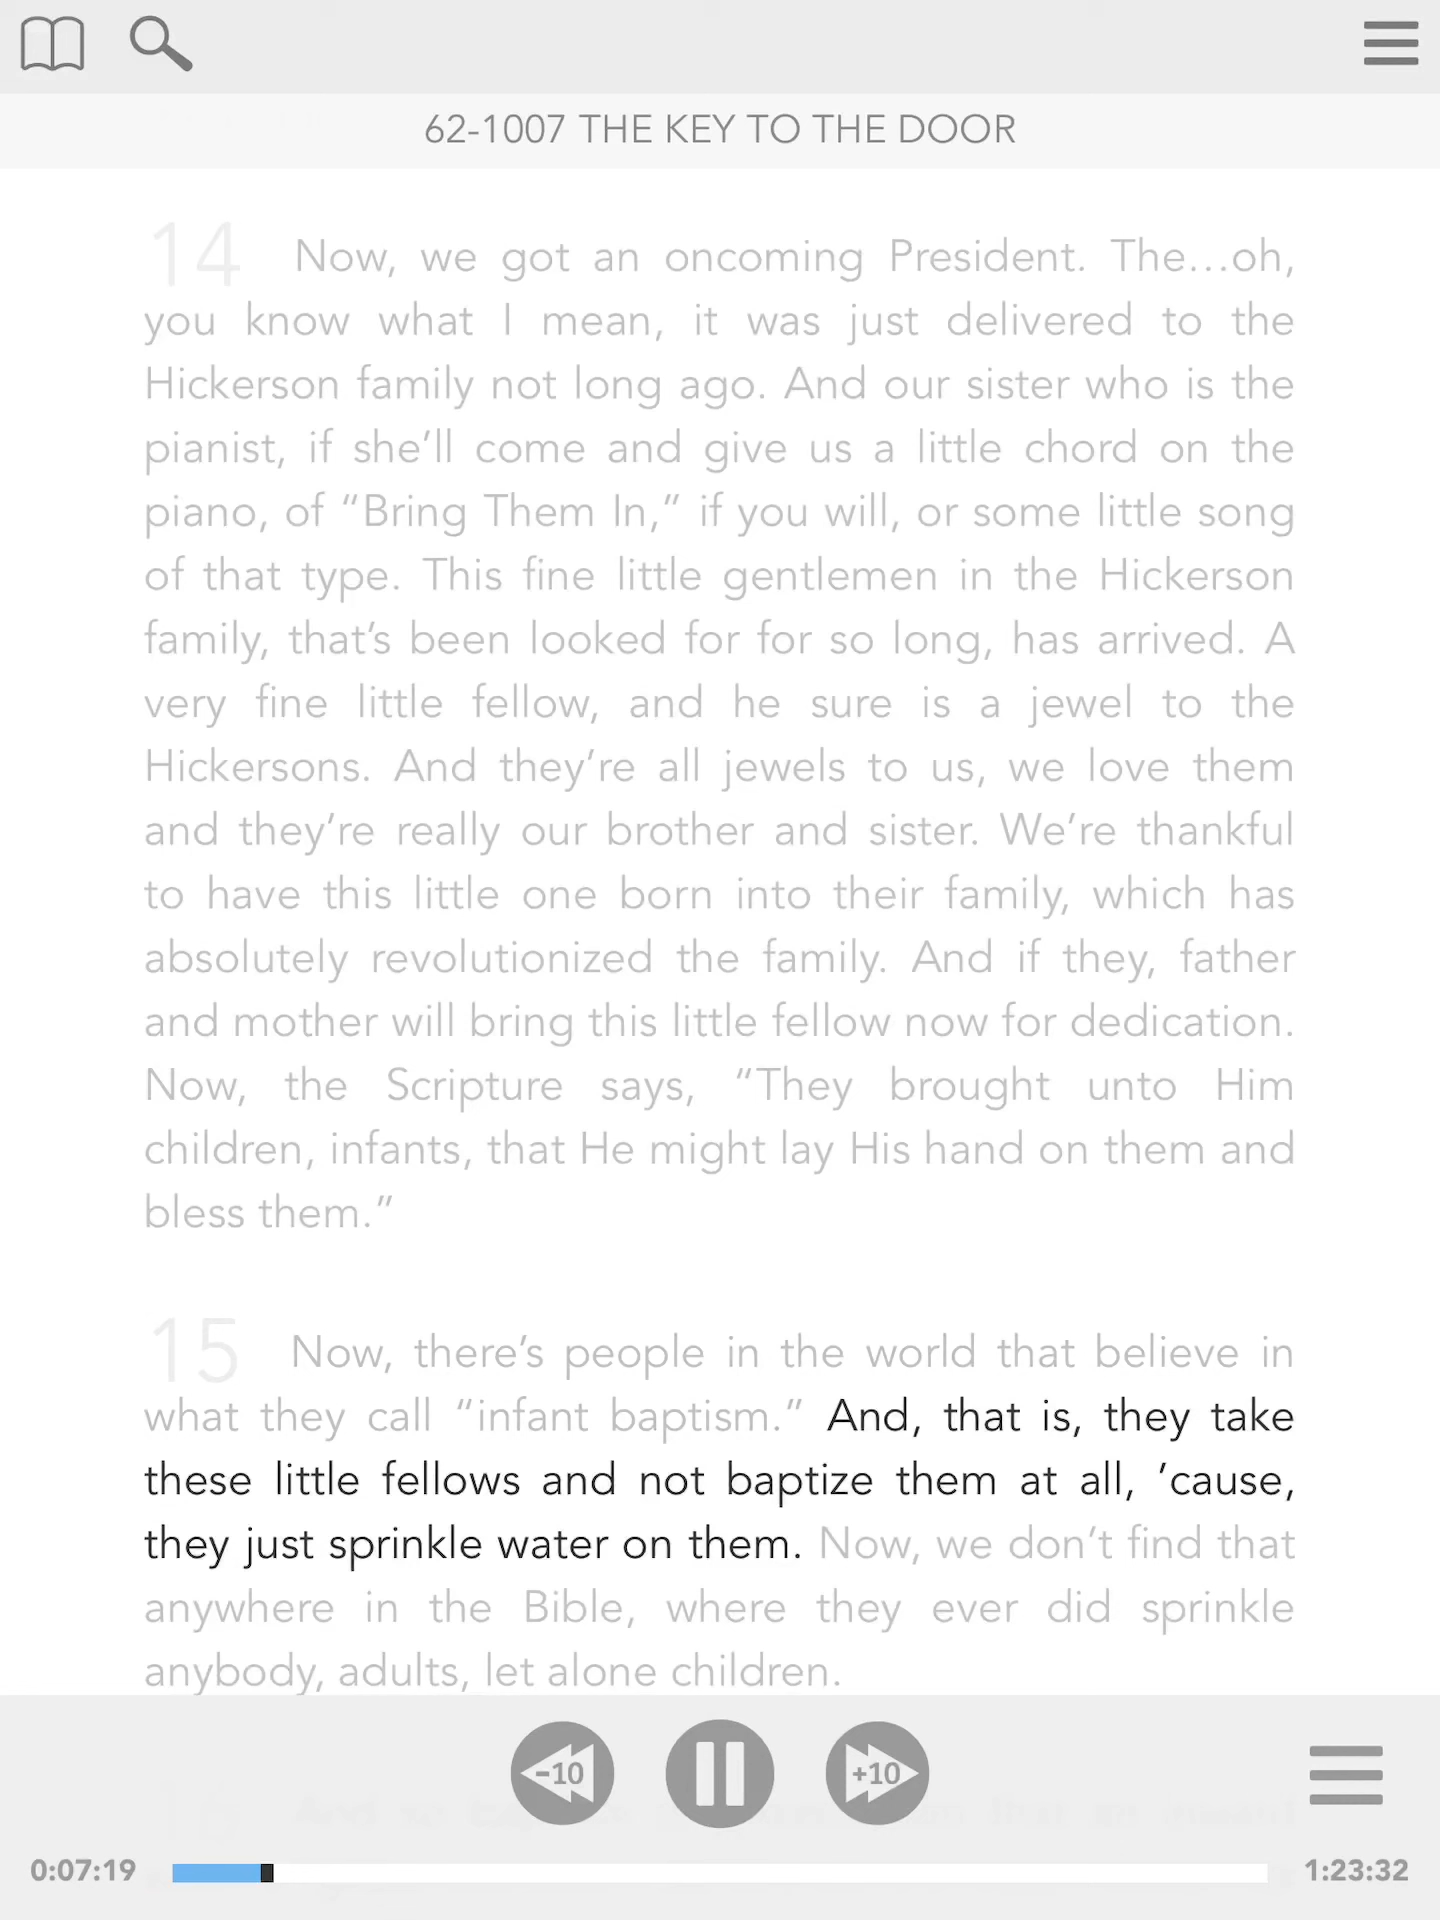 62-1007 THE KEY TO THE DOOR
14 Now, we got an oncoming President. The…oh,
you know what I mean, it was just delivered to the
Hickerson family not long ago. And our sister who is the
pianist, if she’ll come and give us a little chord on the
piano, of “Bring Them In,” if you will, or some little song
of that type. This fine little gentlemen in the Hickerson
family, that’s been looked for for so long, has arrived. A
very fine little fellow, and he sure is a jewel to the
Hickersons. And they’re all jewels to us, we love them
and they’re really our brother and sister. We’re thankful
to have this little one born into their family, which has
absolutely revolutionized the family. And if they, father
and mother will bring this little fellow now for dedication.
Now, the Scripture says, “They brought unto Him
children, infants, that He might lay His hand on them and
bless them.”
15 Now, there’s people in the world that believe in
what they call “infant baptism.” And, that is, they take
these little fellows and not baptize them at all, ’cause,
they just sprinkle water on them. Now, we don’t find that
anywhere in the Bible, where they ever did sprinkle
anybody, adults, let alone children.
-10 +10
0:07:19 1:23:32